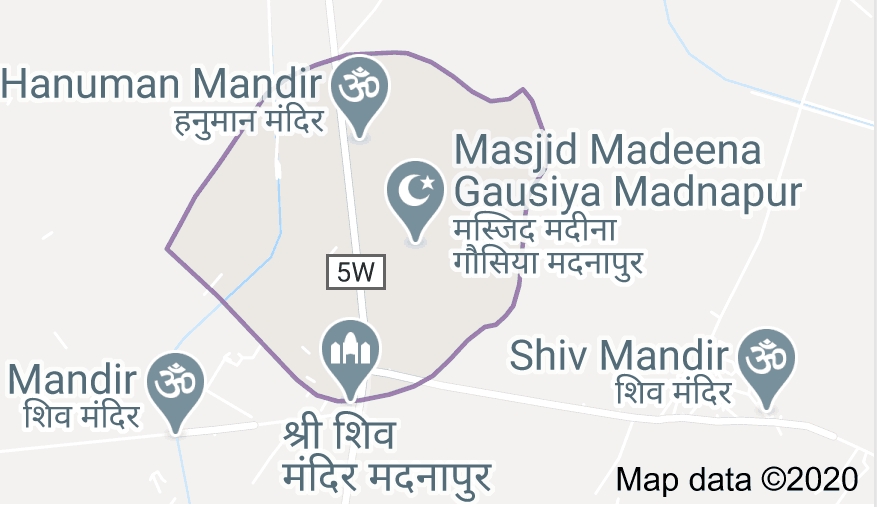 Hanuman Mandir
हनुमान मंदिर
Masjid Madeena
Gausiya Madnapur
मस्जिद मदीना
गौसिया मदनापुर
5W
Shiv Mandir
शिव मंदिर
Mandir
शिव मंदिर
श्री शिव
मंदिर मदनापुर
Map data ©2020